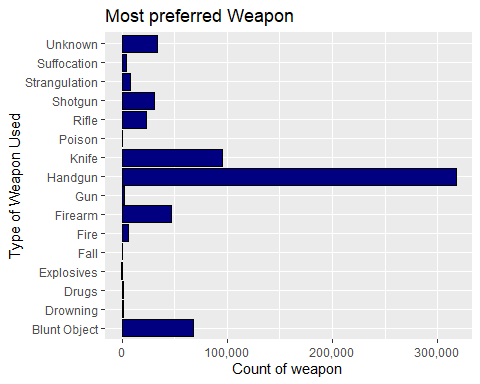 Most preferred Weapon
Type of Weapon Used
Unknown
Suffocation
Strangulation
Shotgun
Rifle
Poison
Knife
Handgun
Gun
Firearm
Fire
Fall
Explosives
Drugs
Drowning
Blunt Object
0 100,000 200,000 300,000
Count of weapon